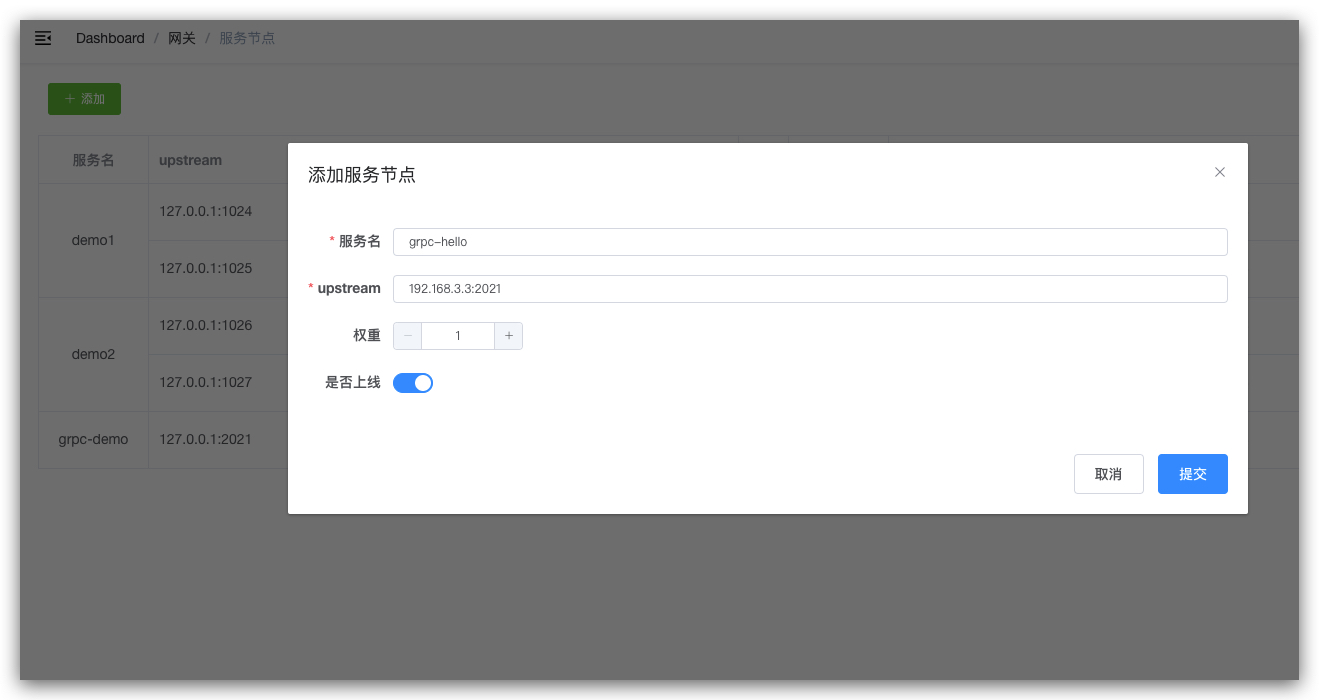 Dashboard / 网关 / 服务节点
+ 添加
服务名 upstream
demo1
127.0.0.1:1024
127.0.0.1:1025
demo2
127.0.0.1:1026
127.0.0.1:1027
grpc-demo 127.0.0.1:2021
添加服务节点
* 服务名 grpc-hello
* upstream 192.168.3.3:2021
权重 − 1 +
是否上线
取消 提交